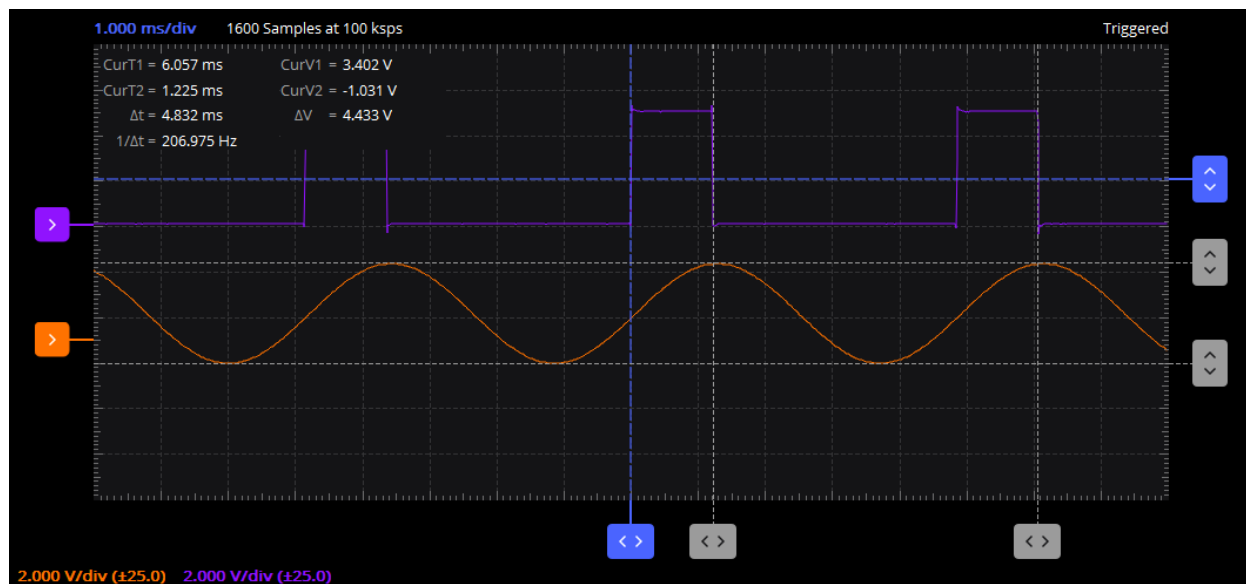 1.000 ms/div 1600 Samples at 100 ksps Triggered
CurT1 = 6.057 ms CurV1 = 3.402 V
CurT2 = 1.225 ms CurV2 = -1.031 V
Δt = 4.832 ms ΔV = 4.433 V
1/Δt = 206.975 Hz
2.000 V/div (±25.0) 2.000 V/div (±25.0)